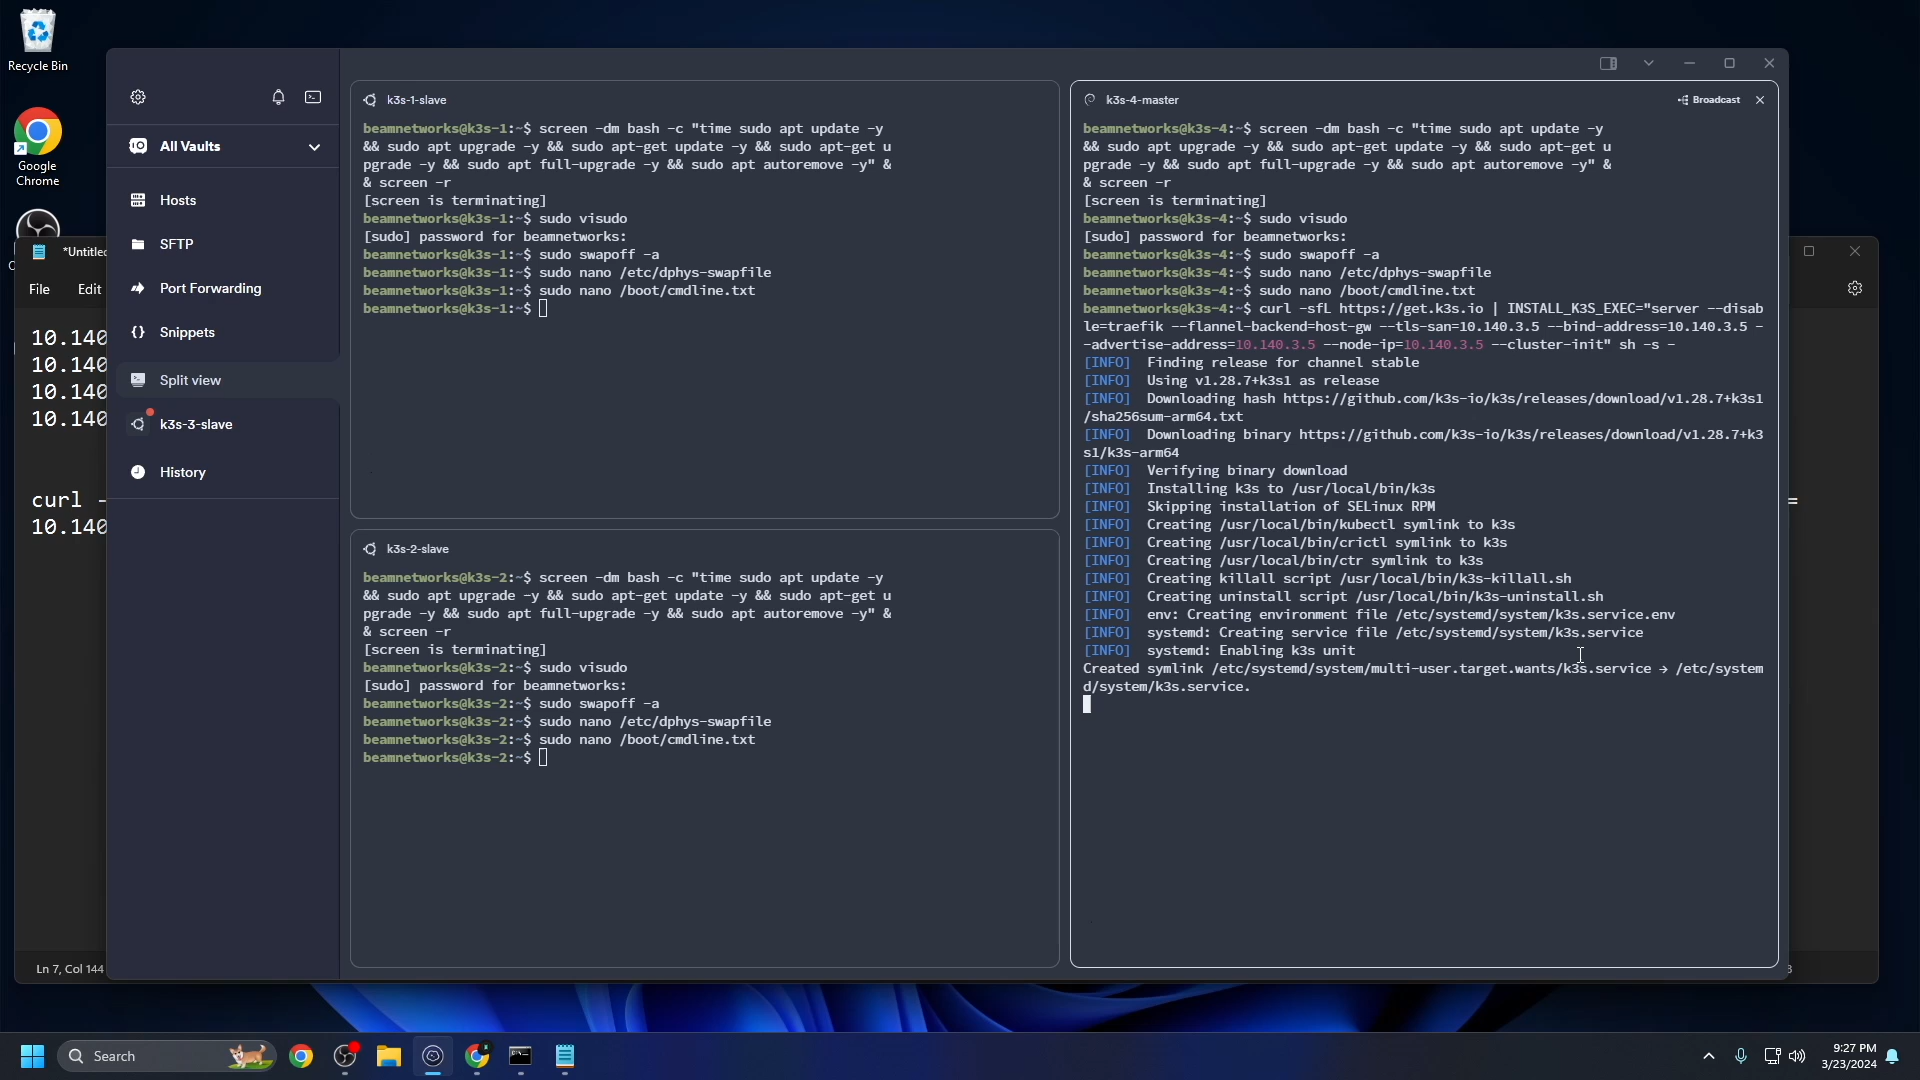 Recycle Bin
Google
Chrome
*Untitled
File Edit
10.140
10.140
10.140
10.140
curl -
10.140
=
Ln 7, Col 144
All Vaults
Hosts
SFTP
Port Forwarding
Snippets
Split view
k3s-3-slave
History
k3s-1-slave
beamnetworks@k3s-1:~$ screen -dm bash -c "time sudo apt update -y
&& sudo apt upgrade -y && sudo apt-get update -y && sudo apt-get u
pgrade -y && sudo apt full-upgrade -y && sudo apt autoremove -y" &
& screen -r
[screen is terminating]
beamnetworks@k3s-1:~$ sudo visudo
[sudo] password for beamnetworks:
beamnetworks@k3s-1:~$ sudo swapoff -a
beamnetworks@k3s-1:~$ sudo nano /etc/dphys-swapfile
beamnetworks@k3s-1:~$ sudo nano /boot/cmdline.txt
beamnetworks@k3s-1:~$
k3s-2-slave
beamnetworks@k3s-2:~$ screen -dm bash -c "time sudo apt update -y
&& sudo apt upgrade -y && sudo apt-get update -y && sudo apt-get u
pgrade -y && sudo apt full-upgrade -y && sudo apt autoremove -y" &
& screen -r
[screen is terminating]
beamnetworks@k3s-2:~$ sudo visudo
[sudo] password for beamnetworks:
beamnetworks@k3s-2:~$ sudo swapoff -a
beamnetworks@k3s-2:~$ sudo nano /etc/dphys-swapfile
beamnetworks@k3s-2:~$ sudo nano /boot/cmdline.txt
beamnetworks@k3s-2:~$
k3s-4-master
Broadcast
beamnetworks@k3s-4:~$ screen -dm bash -c "time sudo apt update -y
&& sudo apt upgrade -y && sudo apt-get update -y && sudo apt-get u
pgrade -y && sudo apt full-upgrade -y && sudo apt autoremove -y" &
& screen -r
[screen is terminating]
beamnetworks@k3s-4:~$ sudo visudo
[sudo] password for beamnetworks:
beamnetworks@k3s-4:~$ sudo swapoff -a
beamnetworks@k3s-4:~$ sudo nano /etc/dphys-swapfile
beamnetworks@k3s-4:~$ sudo nano /boot/cmdline.txt
beamnetworks@k3s-4:~$ curl -sfL https://get.k3s.io | INSTALL_K3S_EXEC="server --disab
le=traefik --flannel-backend=host-gw --tls-san=10.140.3.5 --bind-address=10.140.3.5 -
-advertise-address=10.140.3.5 --node-ip=10.140.3.5 --cluster-init" sh -s -
[INFO] Finding release for channel stable
[INFO] Using v1.28.7+k3s1 as release
[INFO] Downloading hash https://github.com/k3s-io/k3s/releases/download/v1.28.7+k3s1
/sha256sum-arm64.txt
[INFO] Downloading binary https://github.com/k3s-io/k3s/releases/download/v1.28.7+k3
s1/k3s-arm64
[INFO] Verifying binary download
[INFO] Installing k3s to /usr/local/bin/k3s
[INFO] Skipping installation of SELinux RPM
[INFO] Creating /usr/local/bin/kubectl symlink to k3s
[INFO] Creating /usr/local/bin/crictl symlink to k3s
[INFO] Creating /usr/local/bin/ctr symlink to k3s
[INFO] Creating killall script /usr/local/bin/k3s-killall.sh
[INFO] Creating uninstall script /usr/local/bin/k3s-uninstall.sh
[INFO] env: Creating environment file /etc/systemd/system/k3s.service.env
[INFO] systemd: Creating service file /etc/systemd/system/k3s.service
[INFO] systemd: Enabling k3s unit
Created symlink /etc/systemd/system/multi-user.target.wants/k3s.service → /etc/system
d/system/k3s.service.
Search
9:27 PM
3/23/2024